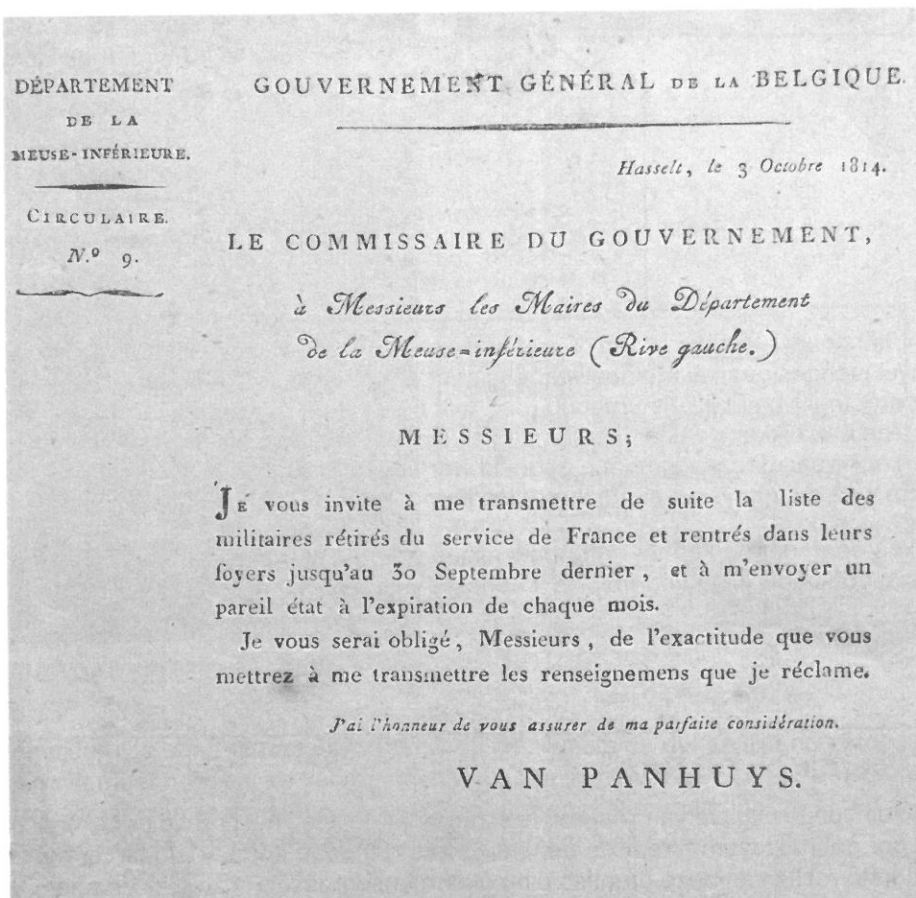 DÉPARTEMENT
DE LA
MEUSE-INFÉRIEURE.
CIRCULAIRE.
N.º 9.
GOUVERNEMENT GÉNÉRAL DE LA BELGIQUE.
Hasselt, le 3 Octobre 1814.
LE COMMISSAIRE DU GOUVERNEMENT,
à Messieurs les Maires du Département
de la Meuse=inférieure (Rive gauche.)
MESSIEURS;
JE vous invite à me transmettre de suite la liste des
militaires rétirés du service de France et rentrés dans leurs
foyers jusqu'au 30 Septembre dernier, et à m'envoyer un
pareil état à l'expiration de chaque mois.
Je vous serai obligé, Messieurs, de l'exactitude que vous
mettrez à me transmettre les renseignemens que je réclame.
J'ai l'honneur de vous assurer de ma parfaite considération.
VAN PANHUYS.